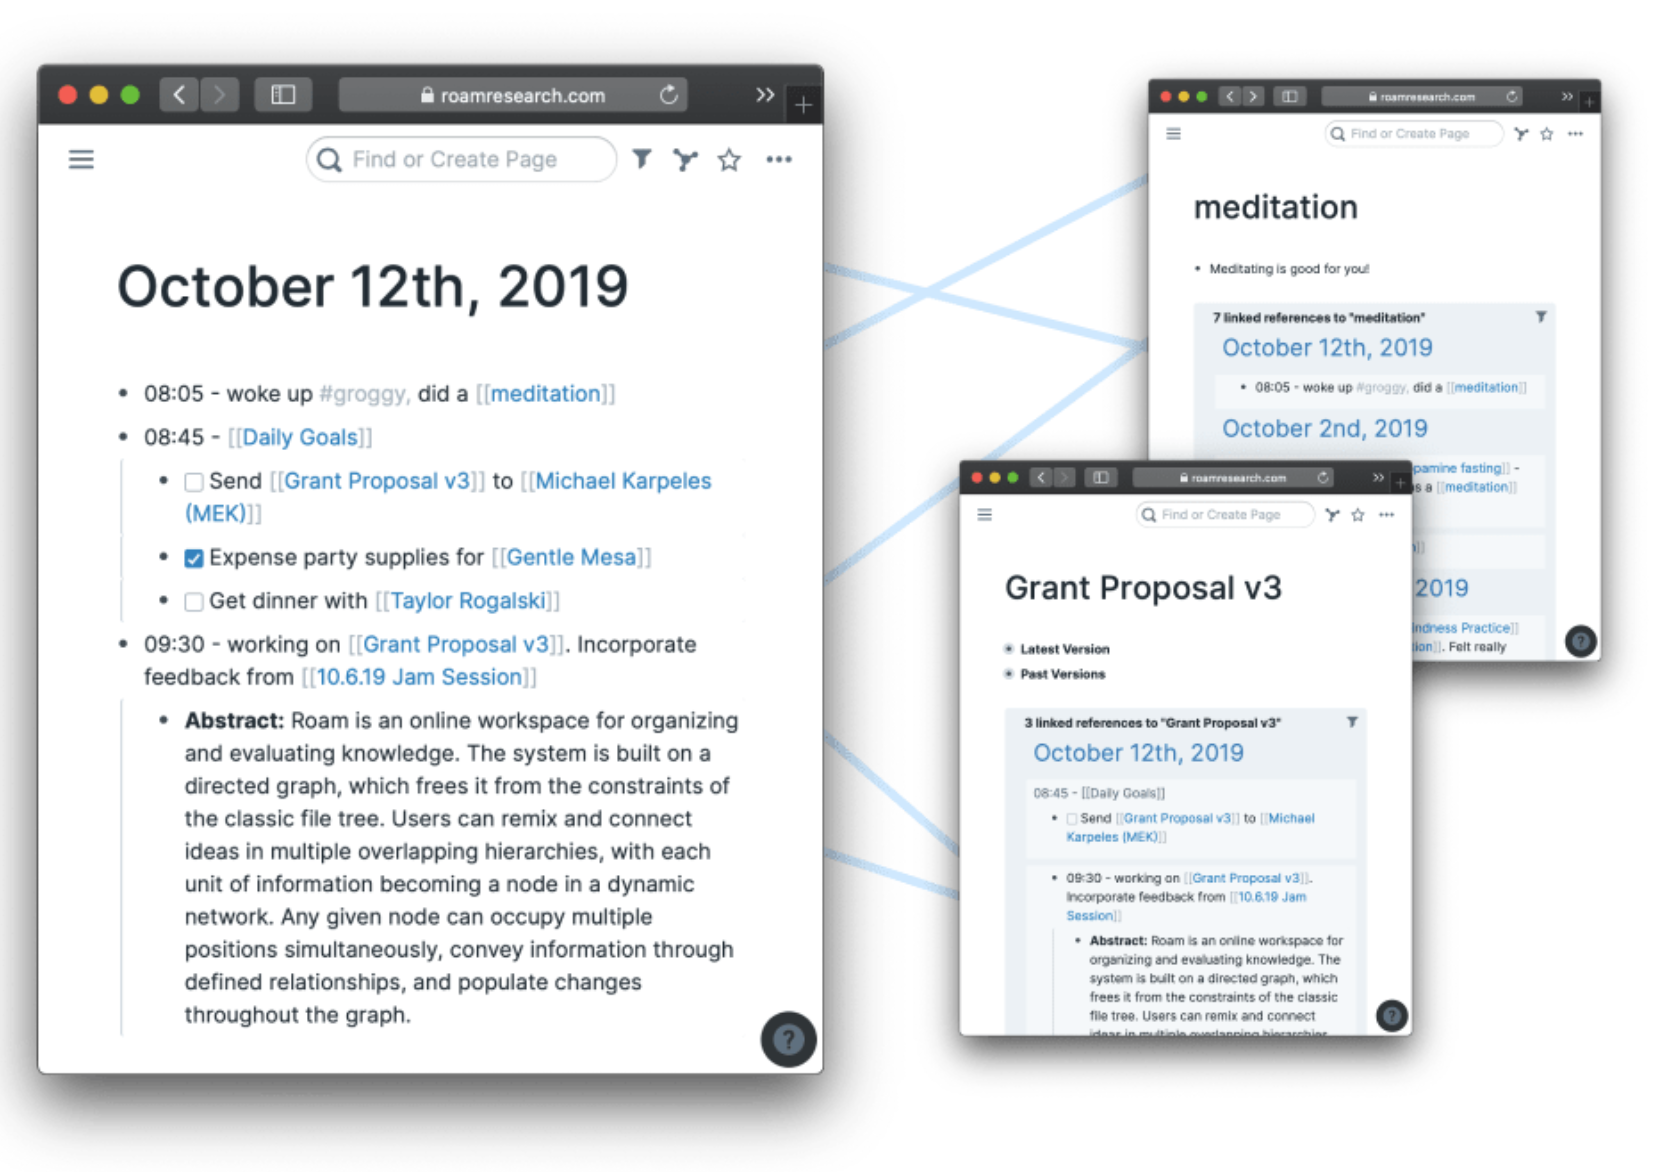 roamresearch.com
Find or Create Page
October 12th, 2019
08:05 - woke up #groggy, did a [[meditation]]
08:45 - [[Daily Goals]]
Send [[Grant Proposal v3]] to [[Michael Karpeles
(MEK)]]
Expense party supplies for [[Gentle Mesa]]
Get dinner with [[Taylor Rogalski]]
09:30 - working on [[Grant Proposal v3]]. Incorporate
feedback from [[10.6.19 Jam Session]]
Abstract: Roam is an online workspace for organizing
and evaluating knowledge. The system is built on a
directed graph, which frees it from the constraints of
the classic file tree. Users can remix and connect
ideas in multiple overlapping hierarchies, with each
unit of information becoming a node in a dynamic
network. Any given node can occupy multiple
positions simultaneously, convey information through
defined relationships, and populate changes
throughout the graph.
roamresearch.com
Find or Create Page
meditation
Meditating is good for you!
7 linked references to "meditation"
October 12th, 2019
08:05 - woke up #groggy, did a [[meditation]]
October 2nd, 2019
pamine fasting]] -
s a [[meditation]]
]]
2019
indness Practice]]
ion]]. Felt really
roamresearch.com
Find or Create Page
Grant Proposal v3
Latest Version
Past Versions
3 linked references to "Grant Proposal v3"
October 12th, 2019
08:45 - [[Daily Goals]]
Send [[Grant Proposal v3]] to [[Michael
Karpeles (MEK)]]
09:30 - working on [[Grant Proposal v3]].
Incorporate feedback from [[10.6.19 Jam
Session]]
Abstract: Roam is an online workspace for
organizing and evaluating knowledge. The
system is built on a directed graph, which
frees it from the constraints of the classic
file tree. Users can remix and connect
ideas in multiple overlapping hierarchies